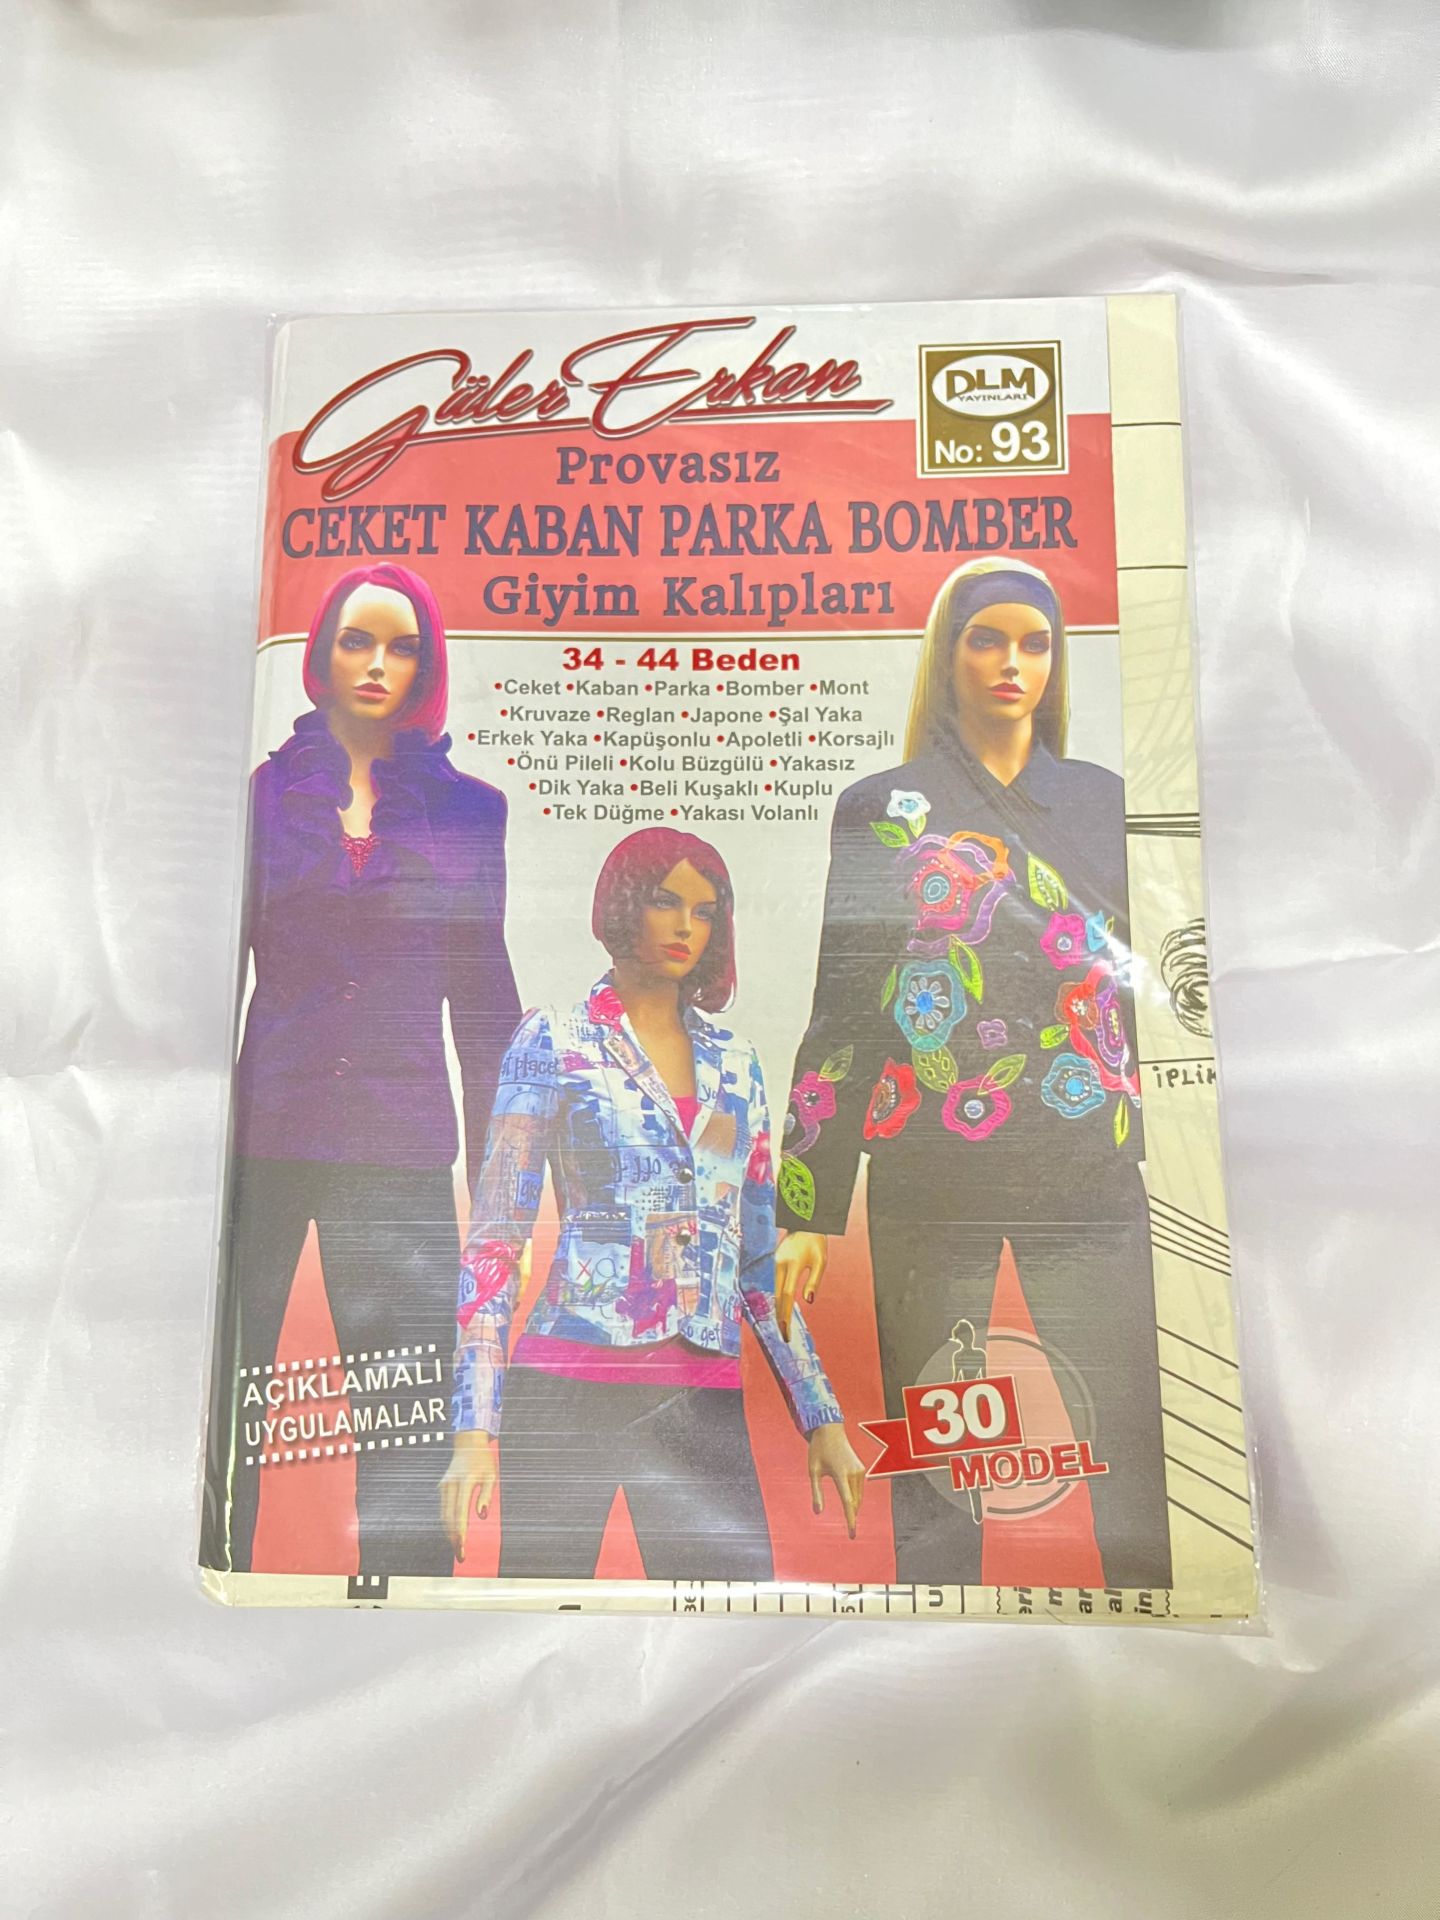 Güler Erkan
DLM
YAYINLARI
No: 93
Provasız
CEKET KABAN PARKA BOMBER
Giyim Kalıpları
34 - 44 Beden
•Ceket •Kaban •Parka •Bomber •Mont
•Kruvaze •Reglan •Japone •Şal Yaka
•Erkek Yaka •Kapüşonlu •Apoletli •Korsajlı
•Önü Pileli •Kolu Büzgülü •Yakasız
•Dik Yaka •Beli Kuşaklı •Kuplu
•Tek Düğme •Yakası Volanlı
AÇIKLAMALI
UYGULAMALAR
30
MODEL